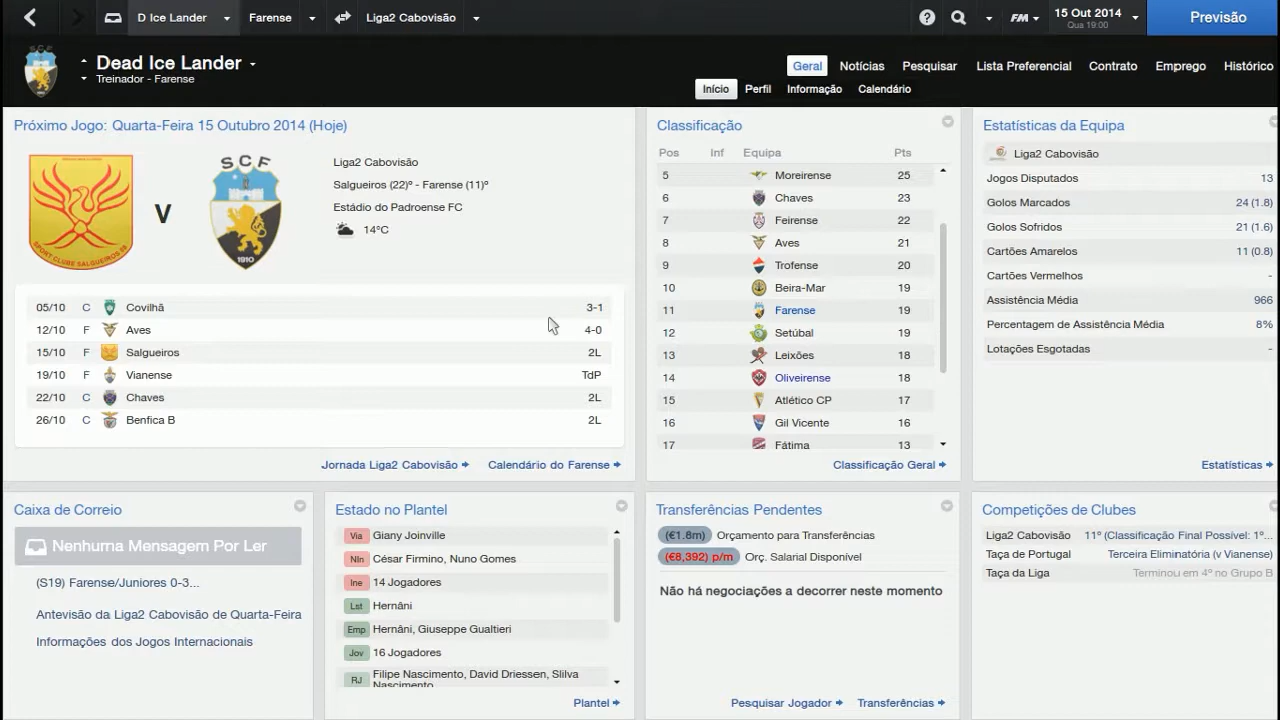 D Ice Lander
Farense
Liga2 Cabovisão
FM
15 Out 2014
Qua 19:00
Previsão
Dead Ice Lander
Treinador - Farense
Geral Notícias Pesquisar Lista Preferencial Contrato Emprego Histórico
Início Perfil Informação Calendário
Próximo Jogo: Quarta-Feira 15 Outubro 2014 (Hoje)
SPORT CLUBE SALGUEIROS 08
V
SCF
1910
Liga2 Cabovisão
Salgueiros (22)º - Farense (11)º
Estádio do Padroense FC
14ºC
05/10 C Covilhã 3-1
12/10 F Aves 4-0
15/10 F Salgueiros 2L
19/10 F Vianense TdP
22/10 C Chaves 2L
26/10 C Benfica B 2L
Jornada Liga2 Cabovisão
Calendário do Farense
Classificação
Pos Inf Equipa Pts
5 Moreirense 25
6 Chaves 23
7 Feirense 22
8 Aves 21
9 Trofense 20
10 Beira-Mar 19
11 Farense 19
12 Setúbal 19
13 Leixões 18
14 Oliveirense 18
15 Atlético CP 17
16 Gil Vicente 16
17 Fátima 13
Classificação Geral
Estatísticas da Equipa
Liga2 Cabovisão
Jogos Disputados 13
Golos Marcados 24 (1.8)
Golos Sofridos 21 (1.6)
Cartões Amarelos 11 (0.8)
Cartões Vermelhos -
Assistência Média 966
Percentagem de Assistência Média 8%
Lotações Esgotadas -
Estatísticas
Caixa de Correio
Nenhuma Mensagem Por Ler
(S19) Farense/Juniores 0-3...
Antevisão da Liga2 Cabovisão de Quarta-Feira
Informações dos Jogos Internacionais
Estado no Plantel
Via Giany Joinville
NIn César Firmino, Nuno Gomes
Ine 14 Jogadores
Lst Hernâni
Emp Hernâni, Giuseppe Gualtieri
Jov 16 Jogadores
RJ Filipe Nascimento, David Driessen, Sliva
Nascimento
Plantel
Transferências Pendentes
(€1.8m) Orçamento para Transferências
(€8,392) p/m Orç. Salarial Disponível
Não há negociações a decorrer neste momento
Pesquisar Jogador
Transferências
Competições de Clubes
Liga2 Cabovisão 11º (Classificação Final Possível: 1º...
Taça de Portugal Terceira Eliminatória (v Vianense)
Taça da Liga Terminou em 4º no Grupo B